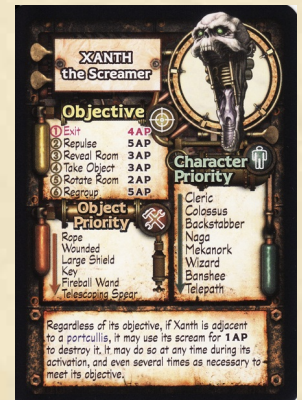 XANTH
the Screamer
Objective
1 Exit 4AP
2 Repulse 5AP
3 Reveal Room 3AP
4 Take Object 3AP
5 Rotate Room 2AP
6 Regroup 5AP
Object
Priority
Rope
Wounded
Large Shield
Key
Fireball Wand
Telescoping Spear
Character
Priority
Cleric
Colossus
Backstabber
Naga
Mekanork
Wizard
Banshee
Telepath
Regardless of its objective, if Xanth is adjacent
to a portcullis, it may use its scream for 1AP
to destroy it. It may do so at any time during its
activation, and even several times as necessary to
meet its objective.